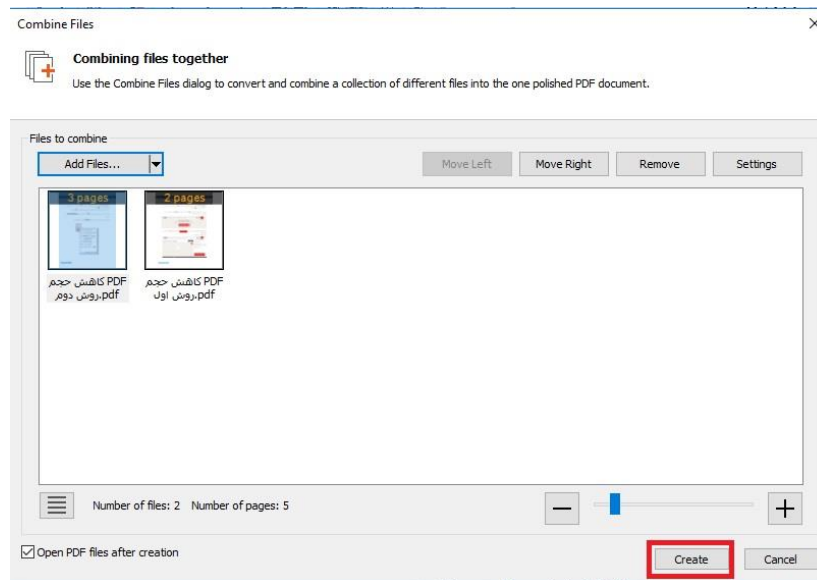 Combine Files
Combining files together
Use the Combine Files dialog to convert and combine a collection of different files into the one polished PDF document.
Files to combine
Add Files...
Move Left
Move Right
Remove
Settings
3 pages
2 pages
کاهش حجم PDF
روش دوم.pdf
کاهش حجم PDF
روش اول.pdf
Number of files: 2 Number of pages: 5
Open PDF files after creation
Create
Cancel